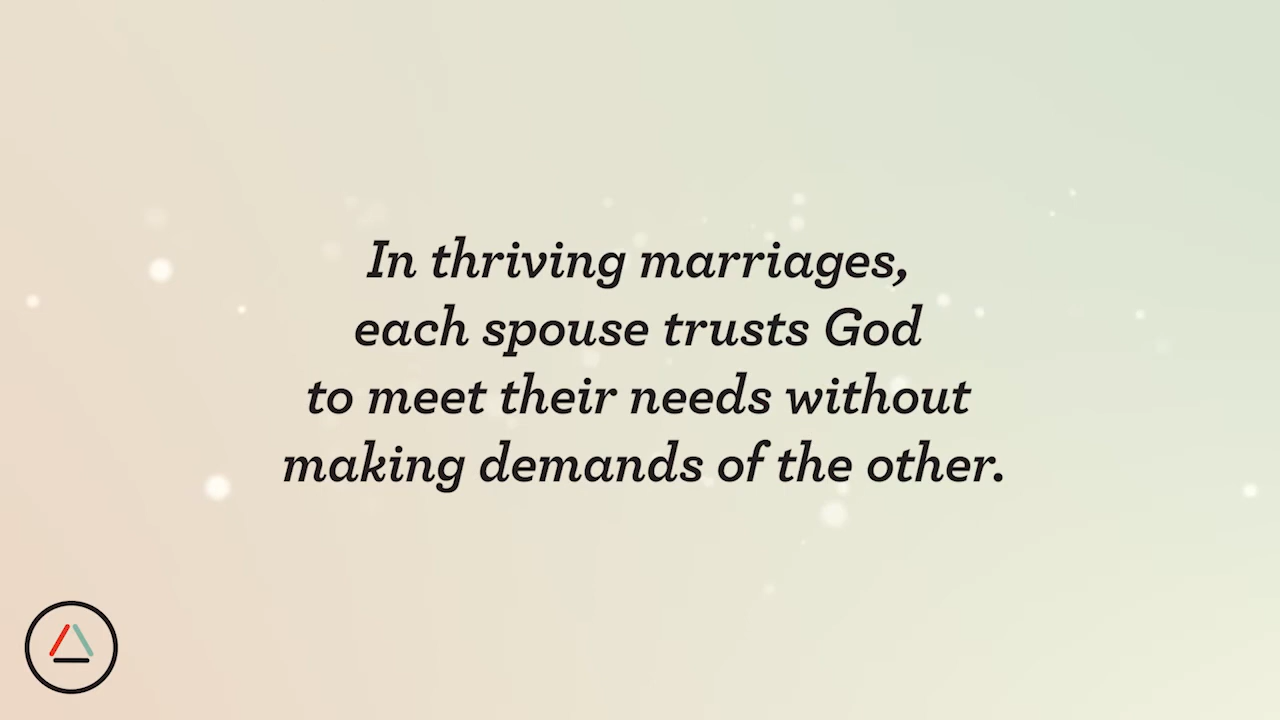 In thriving marriages,
each spouse trusts God
to meet their needs without
making demands of the other.